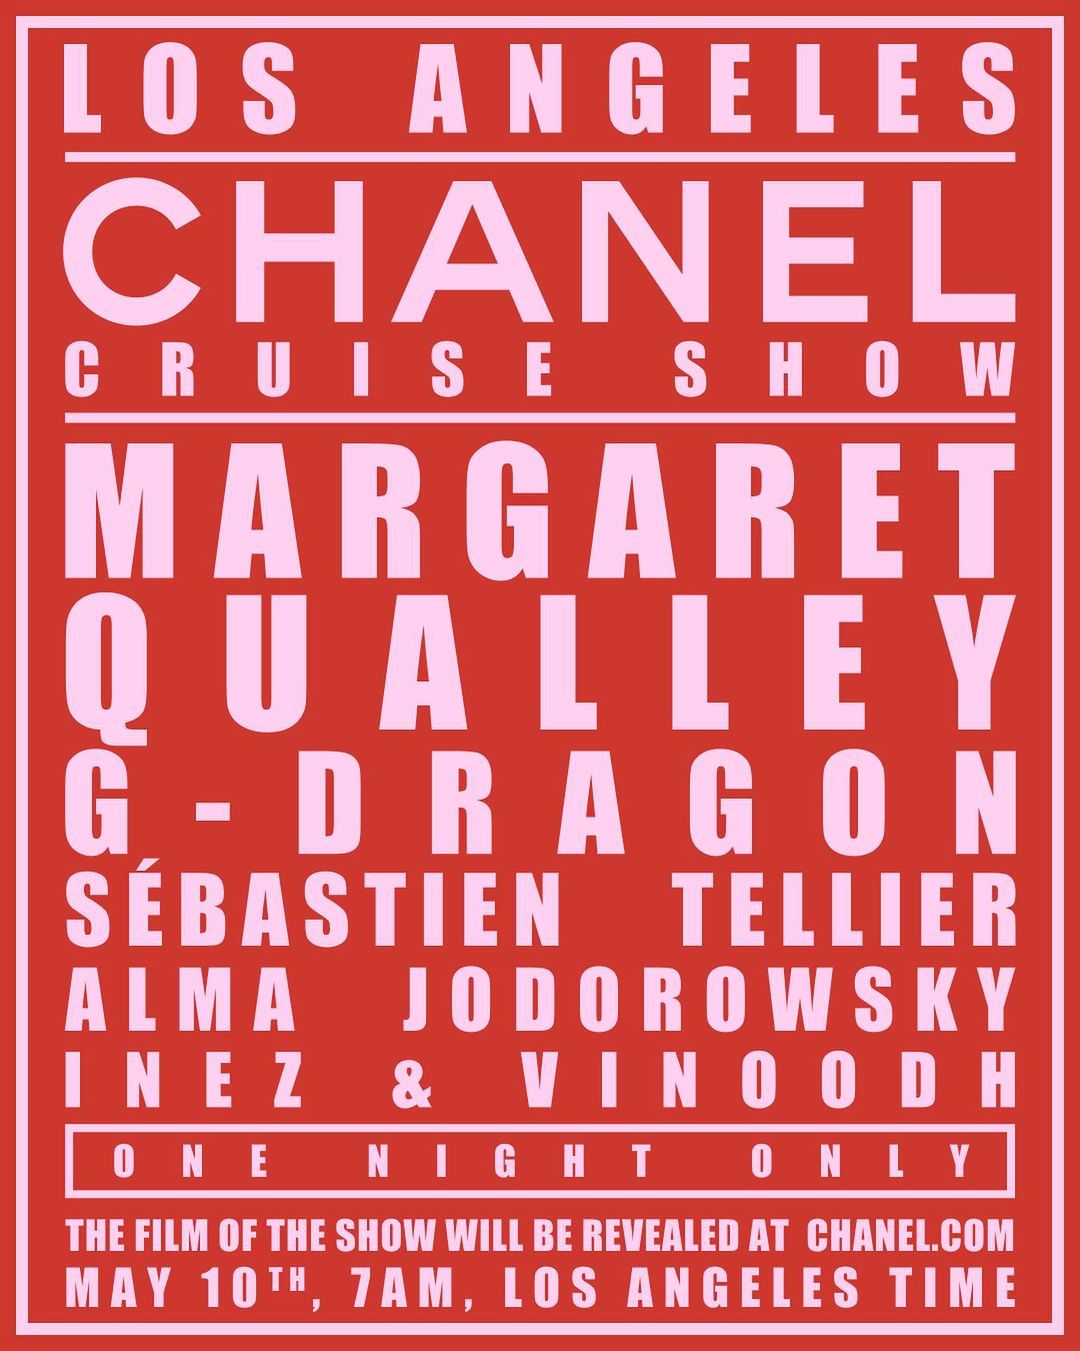 LOS ANGELES
CHANEL
CRUISE SHOW
MARGARET
QUALLEY
G-DRAGON
SÉBASTIEN TELLIER
ALMA JODOROWSKY
INEZ & VINOODH
ONE NIGHT ONLY
THE FILM OF THE SHOW WILL BE REVEALED AT CHANEL.COM
MAY 10TH, 7AM, LOS ANGELES TIME